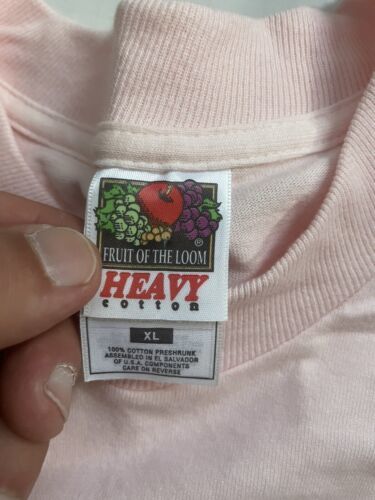 FRUIT OF THE LOOM
®
HEAVY
cotton
XL
100% COTTON PRESHRUNK
ASSEMBLED IN EL SALVADOR
OF U.S.A. COMPONENTS
CARE ON REVERSE